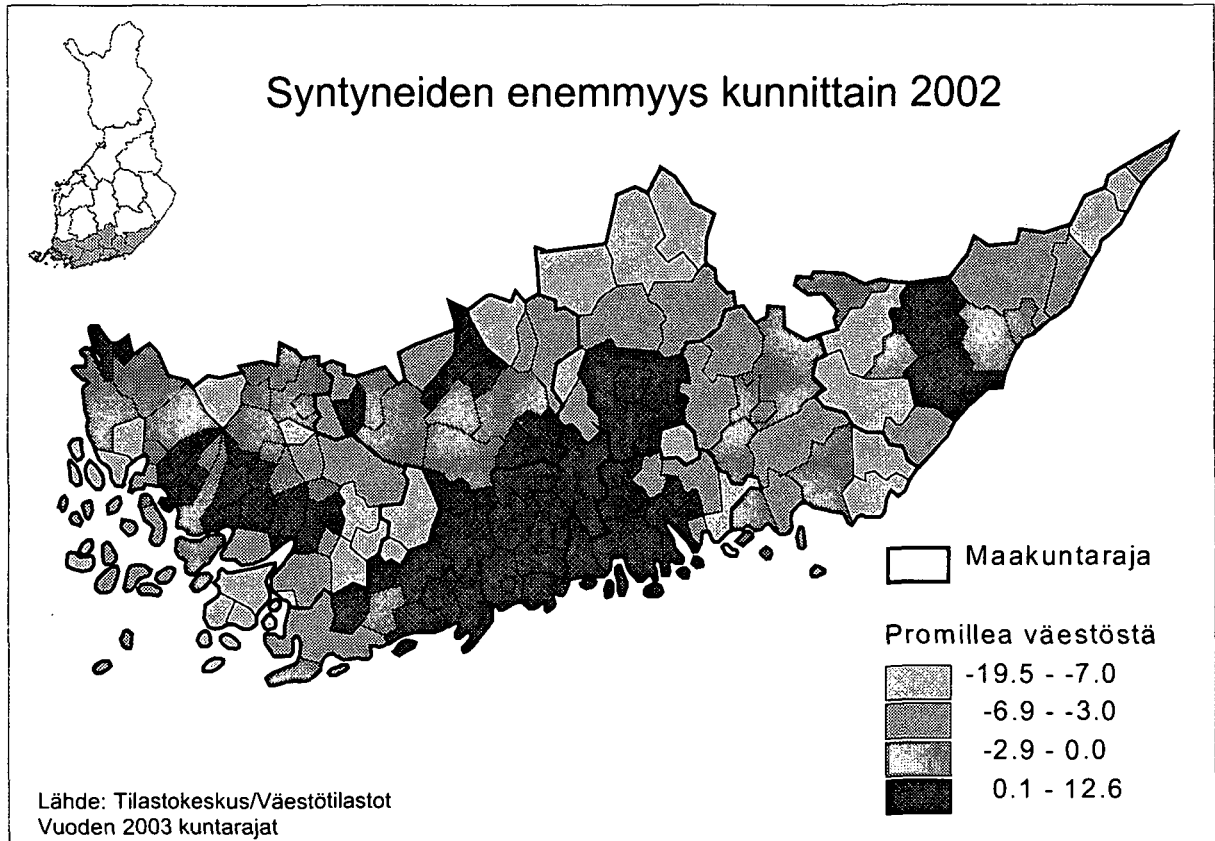 Syntyneiden enemmyys kunnittain 2002
Maakuntaraja
Promillea väestöstä
-19.5 - -7.0
-6.9 - -3.0
-2.9 - 0.0
0.1 - 12.6
Lähde: Tilastokeskus/Väestötilastot
Vuoden 2003 kuntarajat